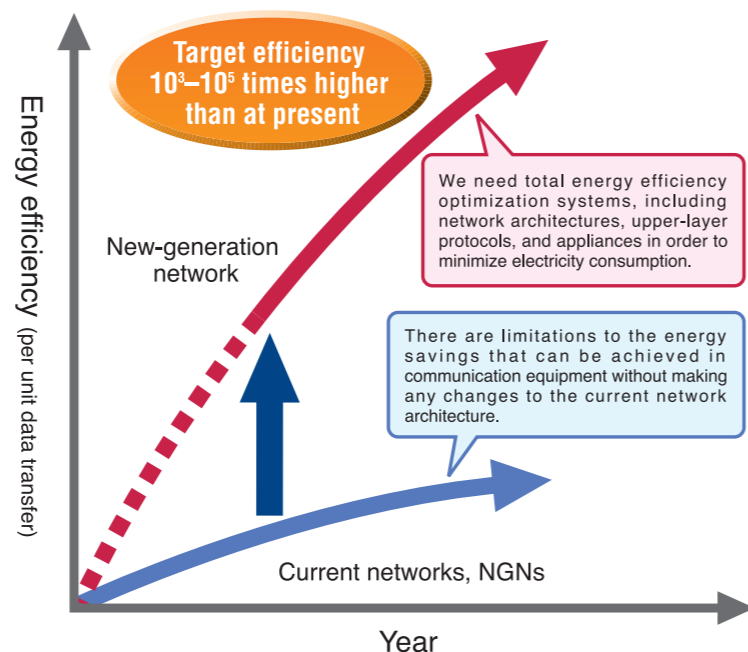 Target efficiency
10³–10⁵ times higher
than at present
Energy efficiency (per unit data transfer)
We need total energy efficiency
optimization systems, including
network architectures, upper-layer
protocols, and appliances in order to
minimize electricity consumption.
New-generation
network
There are limitations to the energy
savings that can be achieved in
communication equipment without making
any changes to the current network
architecture.
Current networks, NGNs
Year